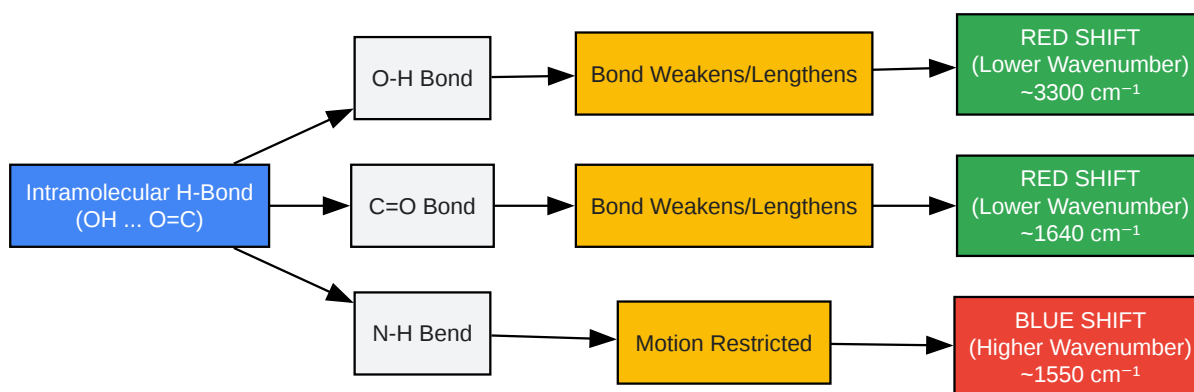 Intramolecular H-Bond
(OH ... O=C)
O-H Bond
Bond Weakens/Lengthens
RED SHIFT
(Lower Wavenumber)
~3300 cm⁻¹
C=O Bond
Bond Weakens/Lengthens
RED SHIFT
(Lower Wavenumber)
~1640 cm⁻¹
N-H Bend
Motion Restricted
BLUE SHIFT
(Higher Wavenumber)
~1550 cm⁻¹